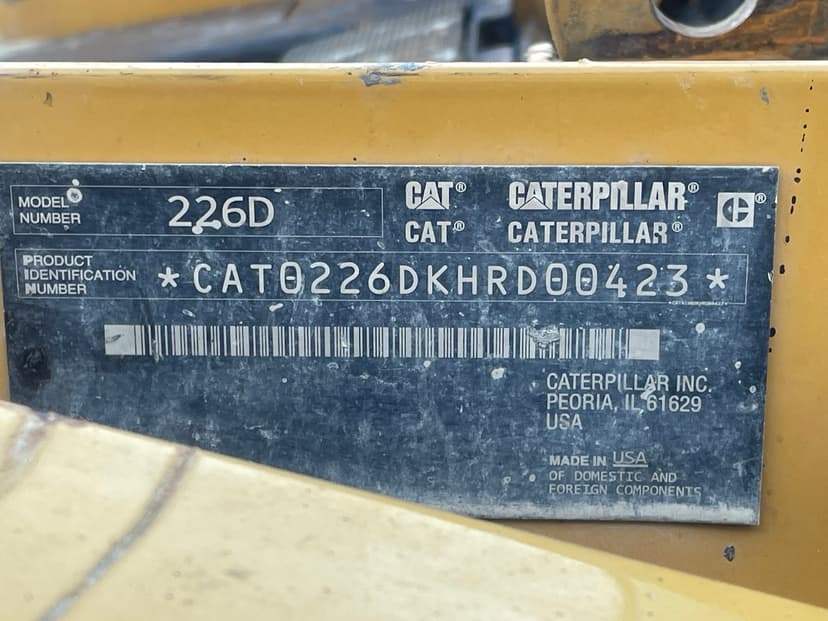 MODEL NUMBER 226D
CAT® CATERPILLAR®
CAT® CATERPILLAR®
PRODUCT IDENTIFICATION NUMBER *CAT0226DKHRD00423*
CATERPILLAR INC.
PEORIA, IL 61629
USA
MADE IN USA
OF DOMESTIC AND
FOREIGN COMPONENTS